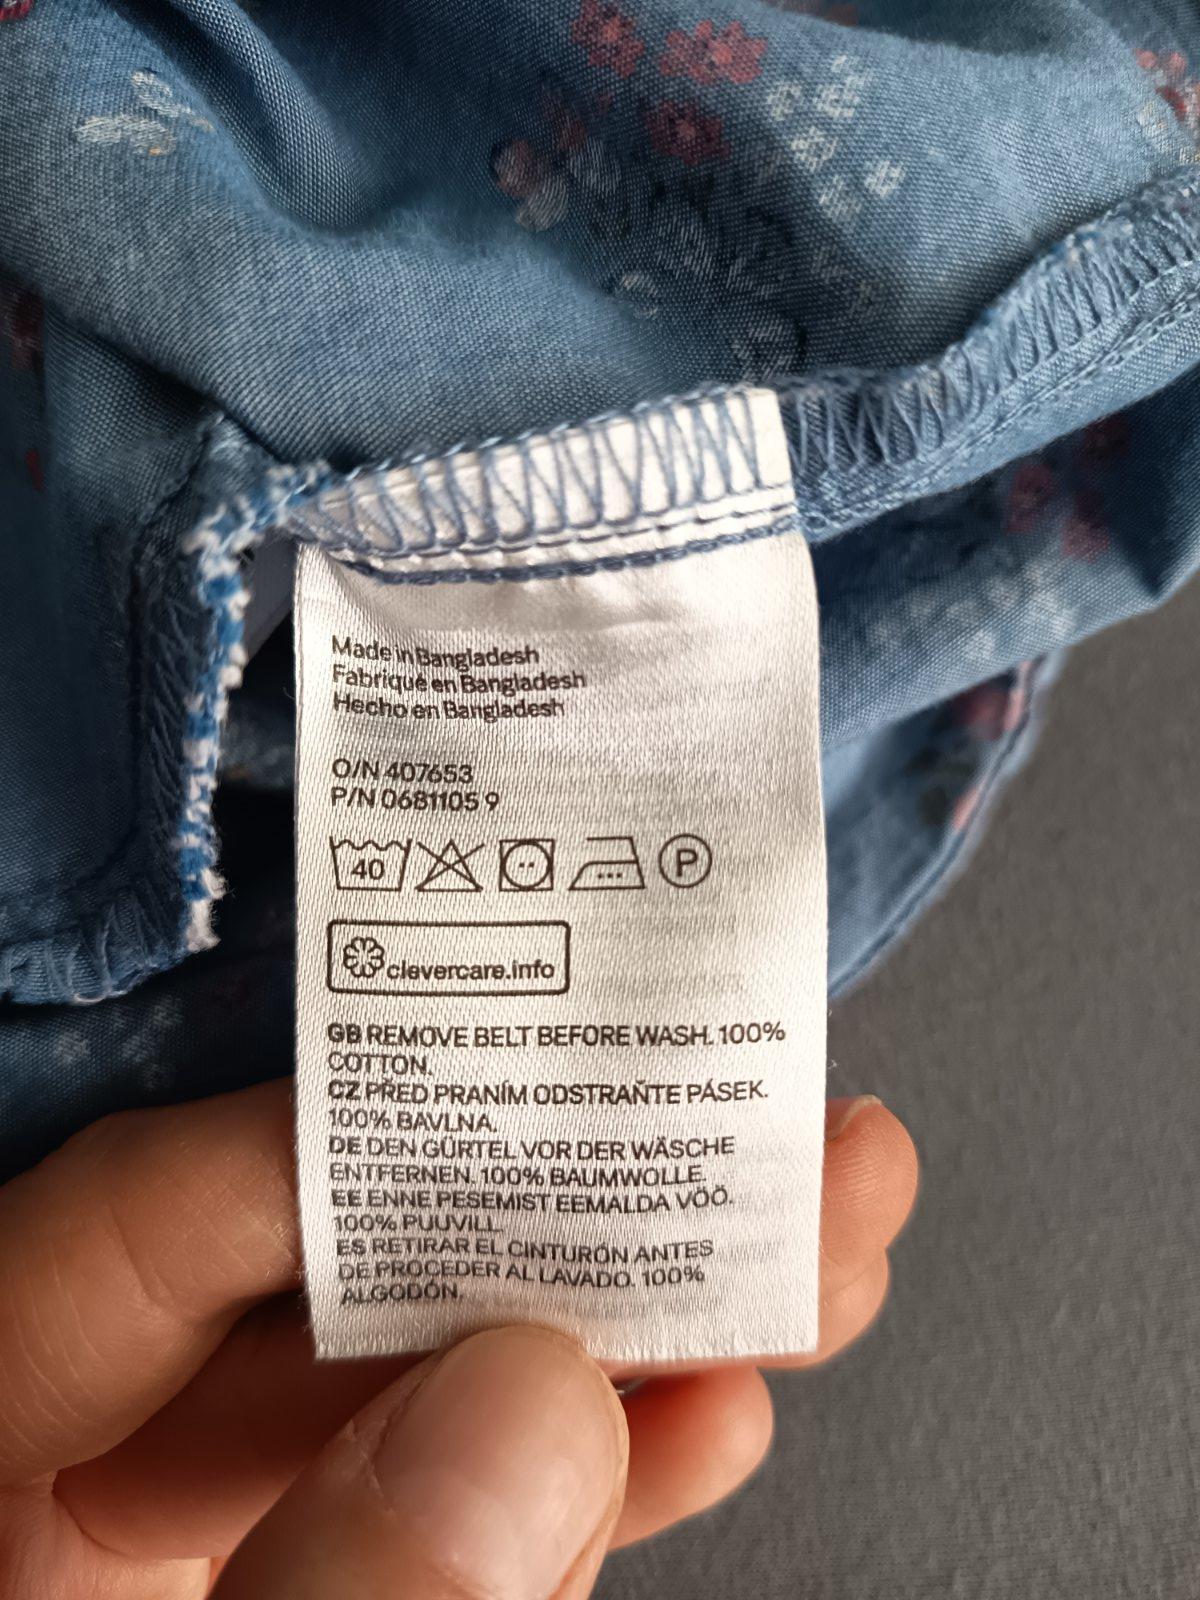 Made in Bangladesh
Fabriqué en Bangladesh
Hecho en Bangladesh
O/N 407653
P/N 0681105 9
40 P
clevercare.info
GB REMOVE BELT BEFORE WASH. 100%
COTTON.
CZ PŘED PRANÍM ODSTRAŇTE PÁSEK.
100% BAVLNA.
DE DEN GÜRTEL VOR DER WÄSCHE
ENTFERNEN. 100% BAUMWOLLE.
EE ENNE PESEMIST EEMALDA VÖÖ.
100% PUUVILL.
ES RETIRAR EL CINTURÓN ANTES
DE PROCEDER AL LAVADO. 100%
ALGODÓN.